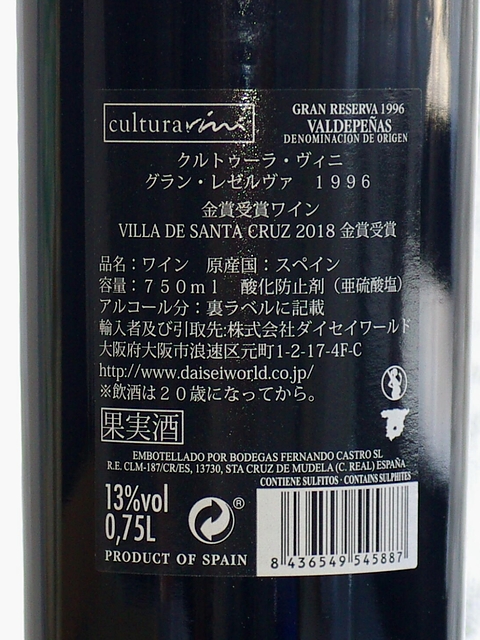 culturavini
GRAN RESERVA 1996
VALDEPEÑAS
DENOMINACION DE ORIGEN
クルトゥーラ・ヴィニ
グラン・レゼルヴァ 1996
金賞受賞ワイン
VILLA DE SANTA CRUZ 2018 金賞受賞
品名:ワイン 原産国:スペイン
容量:750ml 酸化防止剤(亜硫酸塩)
アルコール分:裏ラベルに記載
輸入者及び引取先:株式会社ダイセイワールド
大阪府大阪市浪速区元町1-2-17-4F-C
http://www.daiseiworld.co.jp/
※飲酒は20歳になってから。
果実酒
EMBOTELLADO POR BODEGAS FERNANDO CASTRO SL
R.E. CLM-187/CR/ES, 13730, STA CRUZ DE MUDELA (C. REAL) ESPAÑA
CONTIENE SULFITOS · CONTAINS SULPHITES
13%vol
0,75L
®
PRODUCT OF SPAIN
8 436549 545887